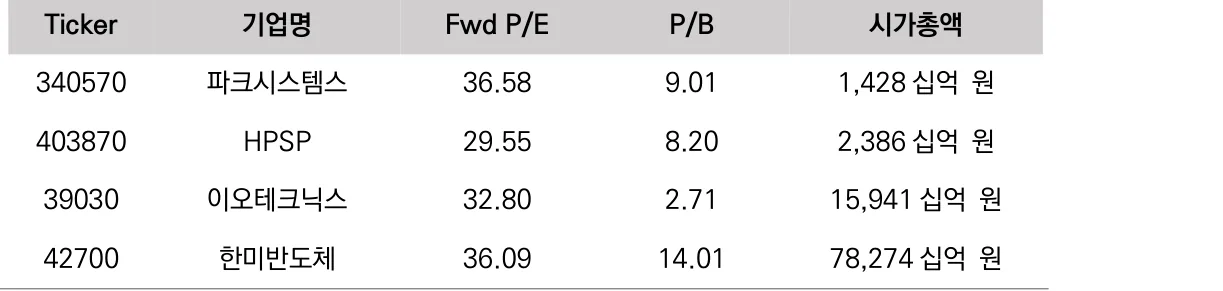 Ticker 기업명 Fwd P/E P/B 시가총액
340570 파크시스템스 36.58 9.01 1,428 십억 원
403870 HPSP 29.55 8.20 2,386 십억 원
39030 이오테크닉스 32.80 2.71 15,941 십억 원
42700 한미반도체 36.09 14.01 78,274 십억 원